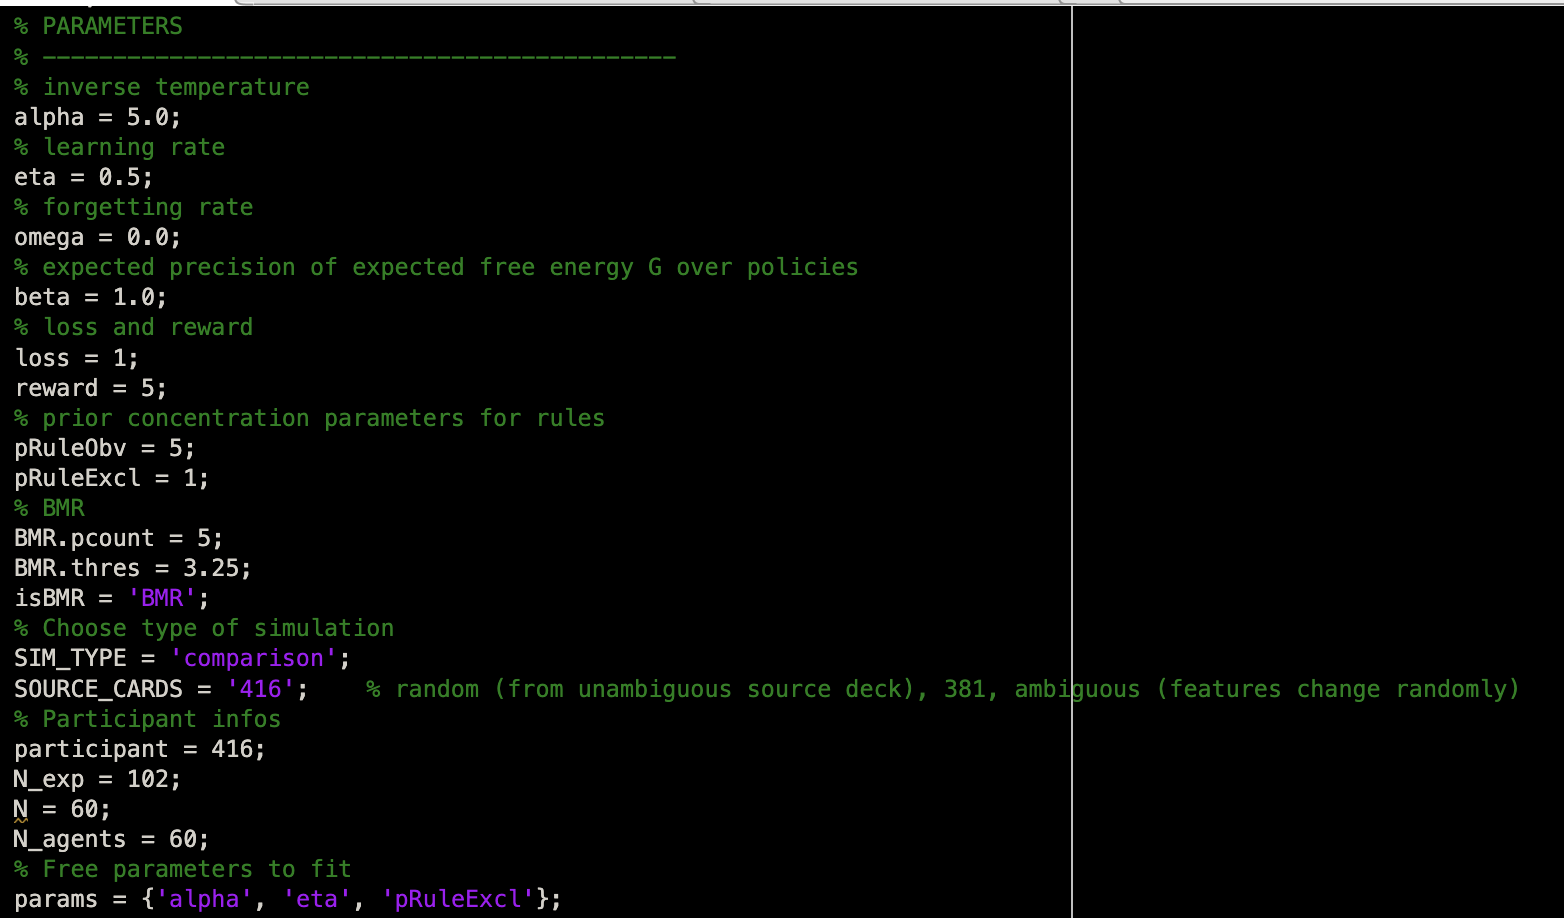 % PARAMETERS
% ---------------------------------------------
% inverse temperature
alpha = 5.0;
% learning rate
eta = 0.5;
% forgetting rate
omega = 0.0;
% expected precision of expected free energy G over policies
beta = 1.0;
% loss and reward
loss = 1;
reward = 5;
% prior concentration parameters for rules
pRuleObv = 5;
pRuleExcl = 1;
% BMR
BMR.pcount = 5;
BMR.thres = 3.25;
isBMR = 'BMR';
% Choose type of simulation
SIM_TYPE = 'comparison';
SOURCE_CARDS = '416';    % random (from unambiguous source deck), 381, ambiguous (features change randomly)
% Participant infos
participant = 416;
N_exp = 102;
N = 60;
N_agents = 60;
% Free parameters to fit
params = {'alpha', 'eta', 'pRuleExcl'};